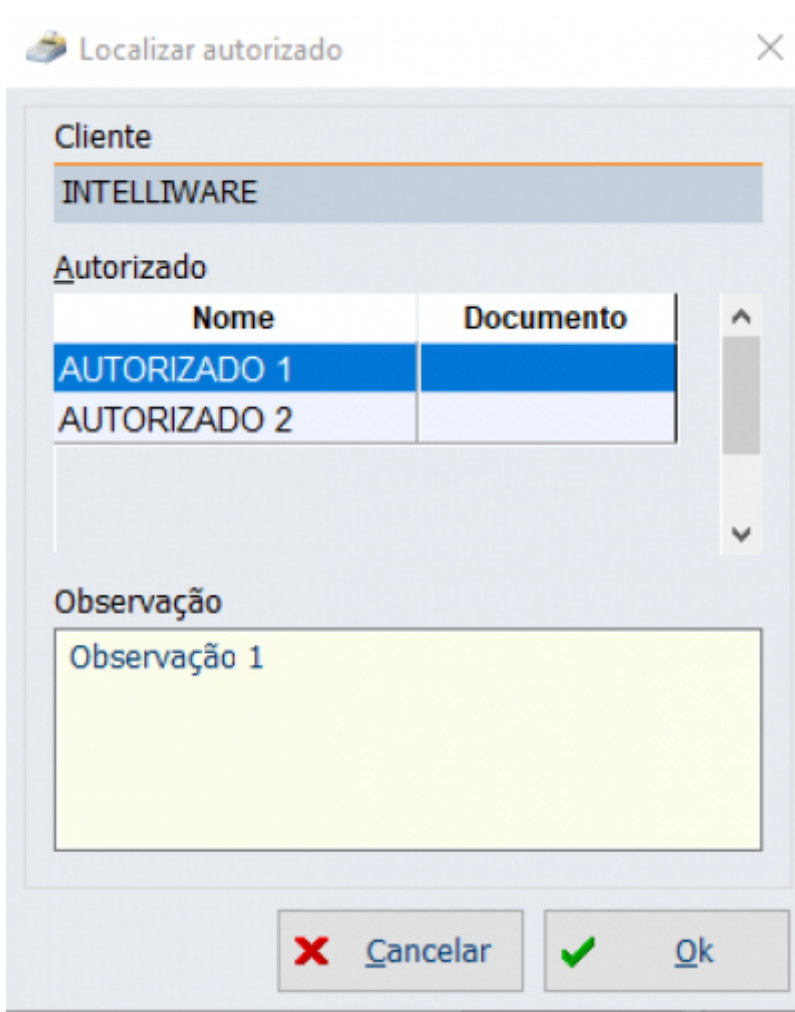 Localizar autorizado
Cliente
INTELLIWARE
Autorizado
Nome Documento
AUTORIZADO 1
AUTORIZADO 2
Observação
Observação 1
Cancelar Ok